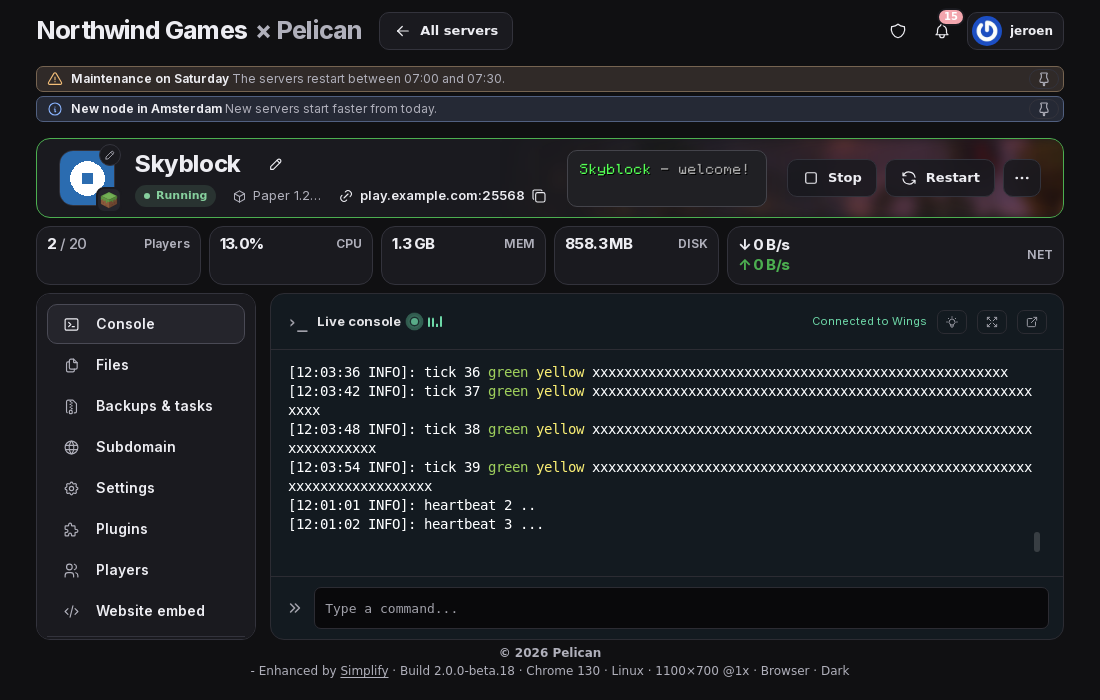 Northwind Games × Pelican
All servers
15
jeroen
Maintenance on Saturday The servers restart between 07:00 and 07:30.
New node in Amsterdam New servers start faster from today.
Skyblock
Running
Paper 1.2…
play.example.com:25568
Skyblock – welcome!
Stop
Restart
2 / 20 Players
13.0% CPU
1.3 GB MEM
858.3 MB DISK
↓ 0 B/s
↑ 0 B/s
NET
Console
Files
Backups & tasks
Subdomain
Settings
Plugins
Players
Website embed
Live console
Connected to Wings
[12:03:36 INFO]: tick 36 green yellow xxxxxxxxxxxxxxxxxxxxxxxxxxxxxxxxxxxxxxxxxxxxxxxxxxxx
[12:03:42 INFO]: tick 37 green yellow xxxxxxxxxxxxxxxxxxxxxxxxxxxxxxxxxxxxxxxxxxxxxxxxxxxxxxx
xxxx
[12:03:48 INFO]: tick 38 green yellow xxxxxxxxxxxxxxxxxxxxxxxxxxxxxxxxxxxxxxxxxxxxxxxxxxxxxxx
xxxxxxxxxxx
[12:03:54 INFO]: tick 39 green yellow xxxxxxxxxxxxxxxxxxxxxxxxxxxxxxxxxxxxxxxxxxxxxxxxxxxxxxx
xxxxxxxxxxxxxxxxxx
[12:01:01 INFO]: heartbeat 2 ..
[12:01:02 INFO]: heartbeat 3 ...
Type a command...
© 2026 Pelican
- Enhanced by Simplify · Build 2.0.0-beta.18 · Chrome 130 · Linux · 1100×700 @1x · Browser · Dark